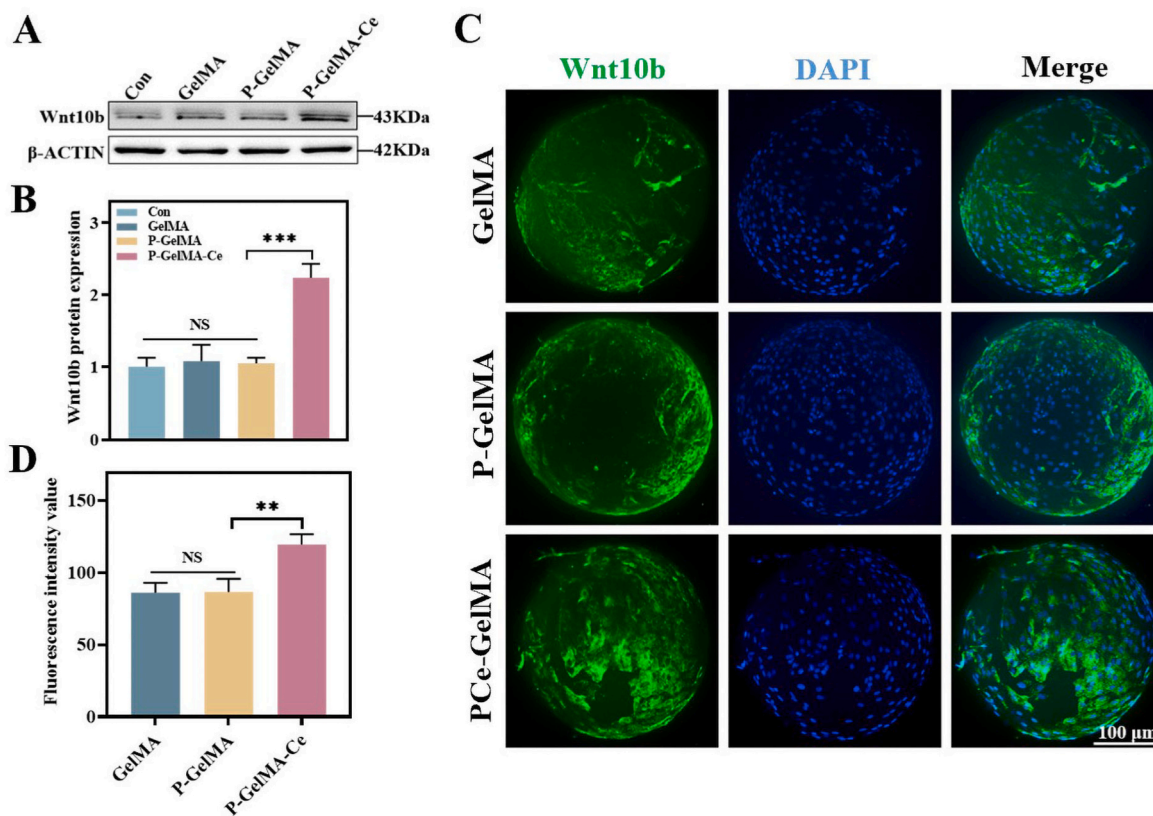 A
Con
GelMA
P-GelMA
P-GelMA-Ce
Wnt10b
43KDa
β-ACTIN
42KDa
B
Con
GelMA
P-GelMA
P-GelMA-Ce
Wnt10b protein expression
3
2
1
0
NS
***
D
Fluorescence intensity value
150
100
50
0
NS
**
GelMA
P-GelMA
P-GelMA-Ce
C
Wnt10b
DAPI
Merge
GelMA
P-GelMA
PCe-GelMA
100 μm